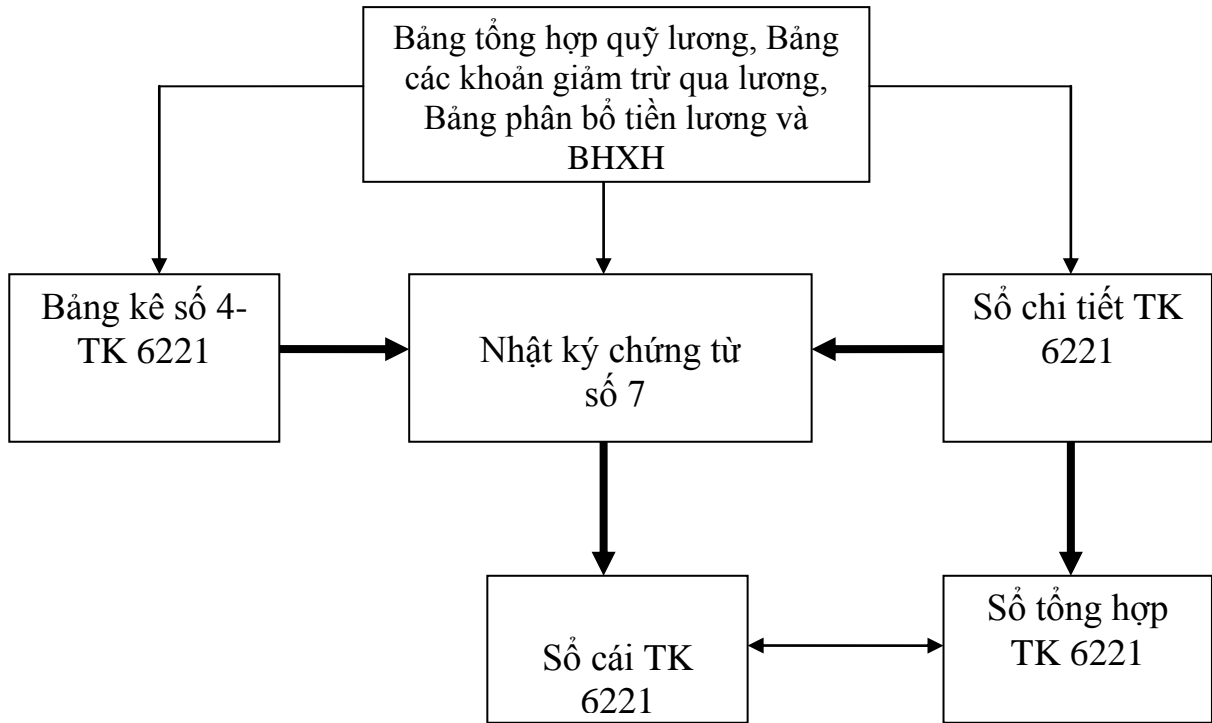 Bảng tổng hợp quỹ lương, Bảng
các khoản giảm trừ qua lương,
Bảng phân bổ tiền lương và
BHXH
Bảng kê số 4-
TK 6221
Nhật ký chứng từ
số 7
Sổ chi tiết TK
6221
Sổ cái TK
6221
Sổ tổng hợp
TK 6221